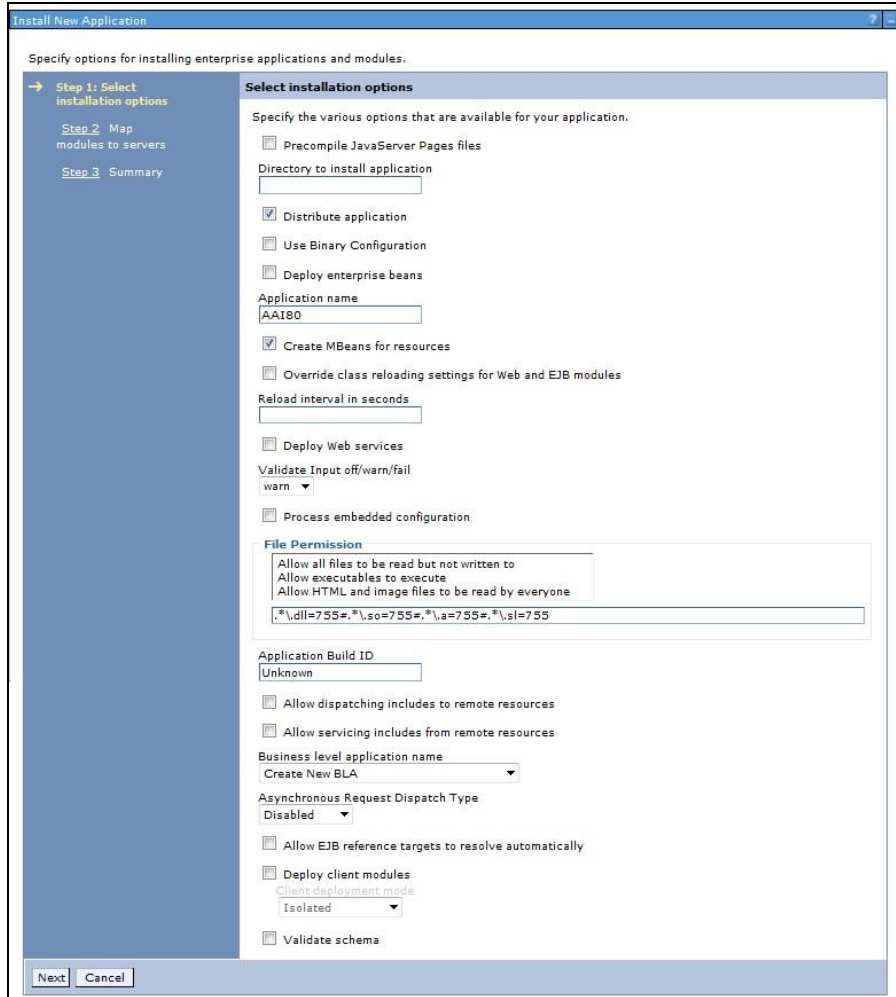 Install New Application
?
Specify options for installing enterprise applications and modules.
Step 1: Select
installation options
Step 2 Map
modules to servers
Step 3 Summary
Select installation options
Specify the various options that are available for your application.
Precompile JavaServer Pages files
Directory to install application
Distribute application
Use Binary Configuration
Deploy enterprise beans
Application name
AAI80
Create MBeans for resources
Override class reloading settings for Web and EJB modules
Reload interval in seconds
Deploy Web services
Validate Input off/warn/fail
warn
Process embedded configuration
File Permission
Allow all files to be read but not written to
Allow executables to execute
Allow HTML and image files to be read by everyone
.*\.dll=755#.*\.so=755#.*\.a=755#.*\.sl=755
Application Build ID
Unknown
Allow dispatching includes to remote resources
Allow servicing includes from remote resources
Business level application name
Create New BLA
Asynchronous Request Dispatch Type
Disabled
Allow EJB reference targets to resolve automatically
Deploy client modules
Client deployment mode
Isolated
Validate schema
Next Cancel